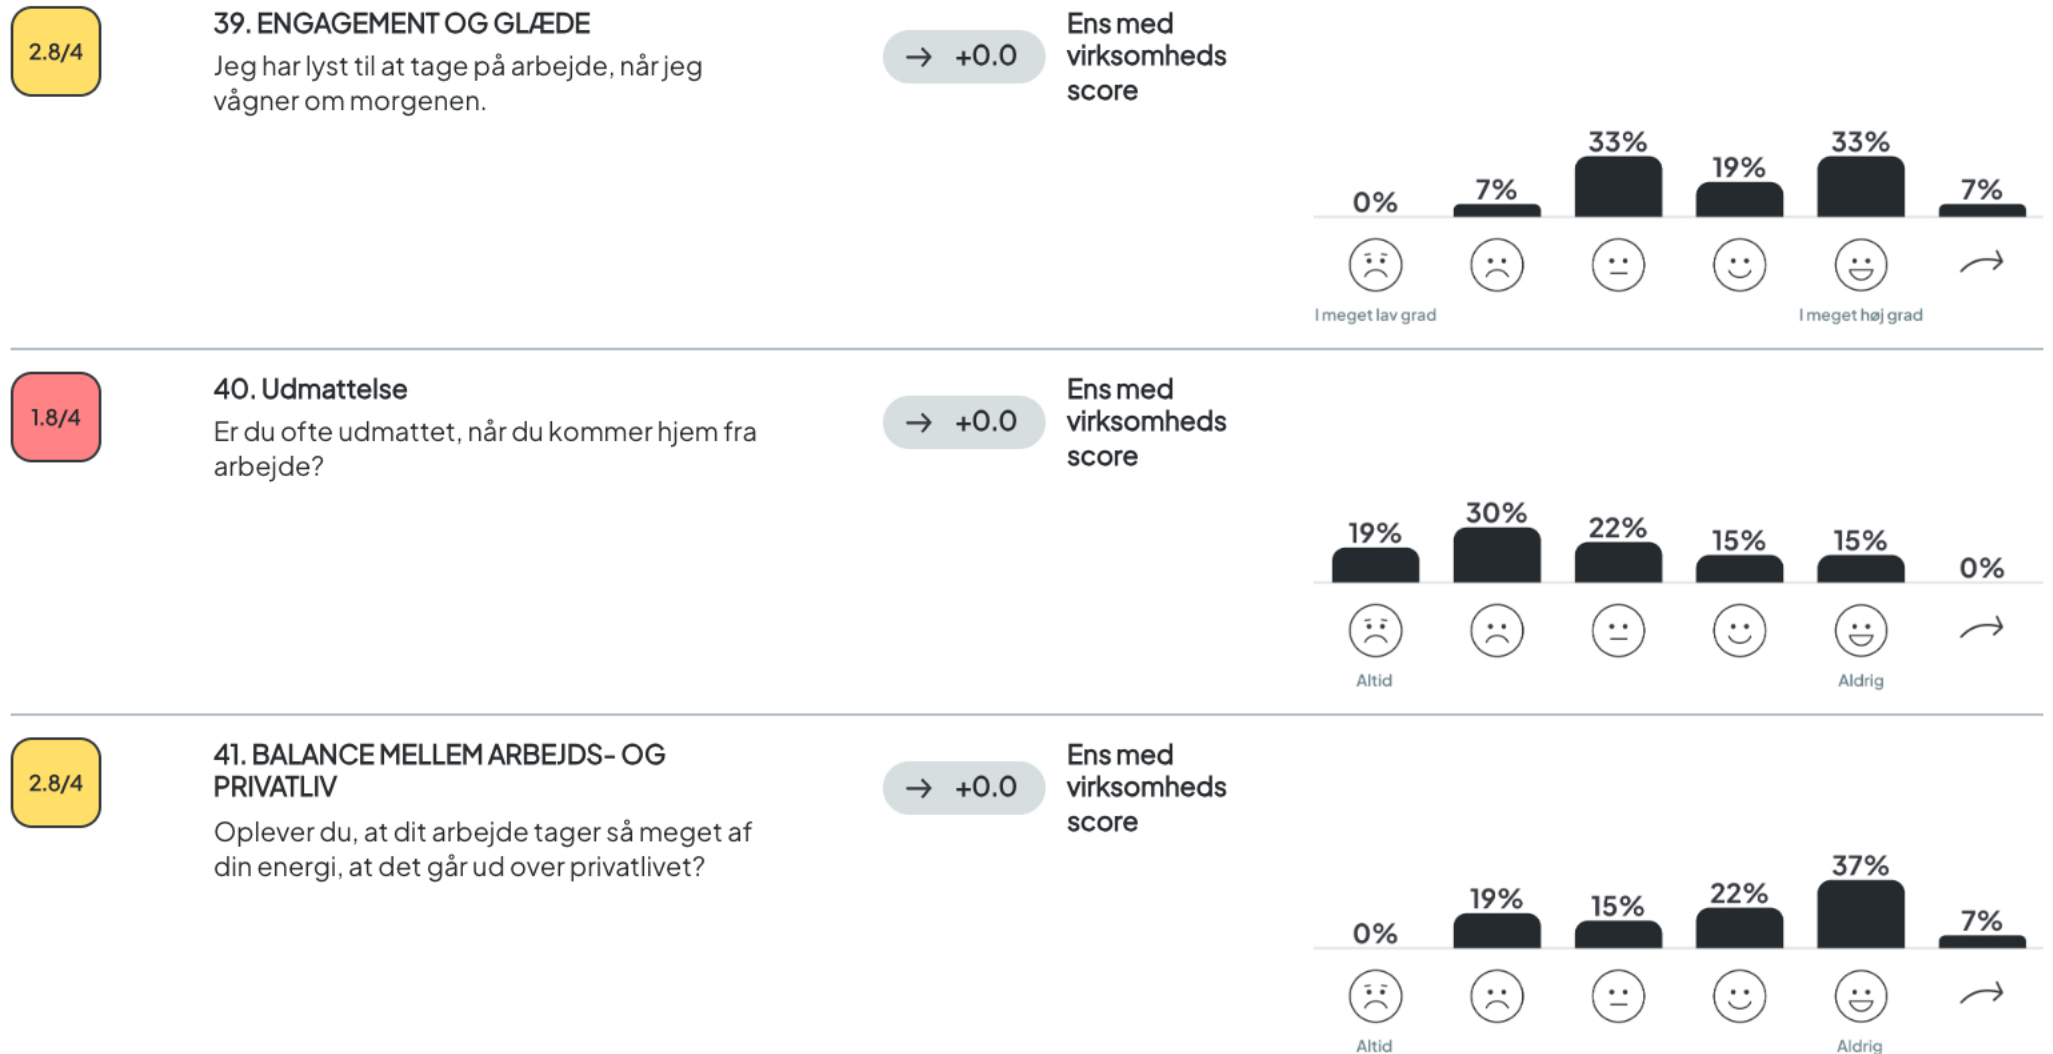 2.8/4
39. ENGAGEMENT OG GLÆDE
Jeg har lyst til at tage på arbejde, når jeg
vågner om morgenen.
→ +0.0
Ens med
virksomheds
score
0%
7%
33%
19%
33%
7%
I meget lav grad
I meget høj grad
1.8/4
40. Udmattelse
Er du ofte udmattet, når du kommer hjem fra
arbejde?
→ +0.0
Ens med
virksomheds
score
19%
30%
22%
15%
15%
0%
Altid
Aldrig
2.8/4
41. BALANCE MELLEM ARBEJDS- OG
PRIVATLIV
Oplever du, at dit arbejde tager så meget af
din energi, at det går ud over privatlivet?
→ +0.0
Ens med
virksomheds
score
0%
19%
15%
22%
37%
7%
Altid
Aldrig